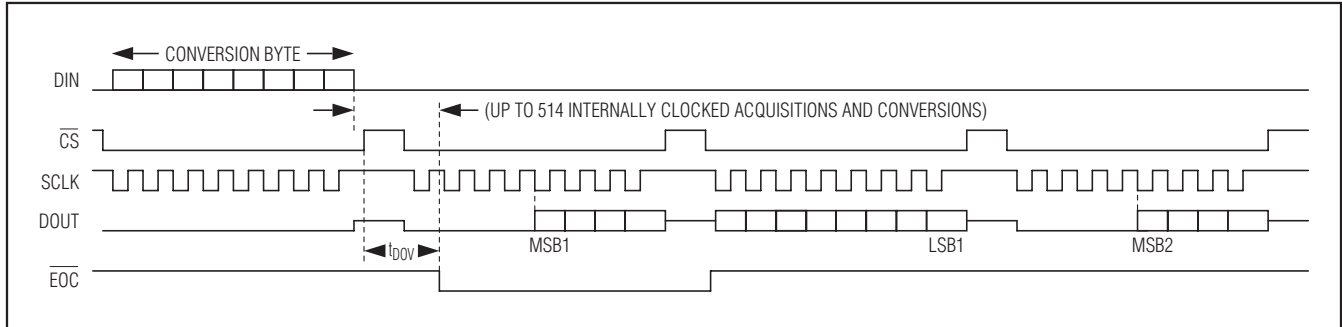 CONVERSION BYTE
DIN
(UP TO 514 INTERNALLY CLOCKED ACQUISITIONS AND CONVERSIONS)
CS
SCLK
DOUT
MSB1
LSB1
MSB2
tDOV
EOC